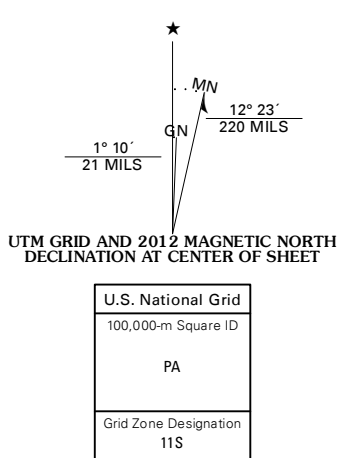 ★
MN
GN
12° 23´
220 MILS
1° 10´
21 MILS
UTM GRID AND 2012 MAGNETIC NORTH
DECLINATION AT CENTER OF SHEET
U.S. National Grid
100,000-m Square ID
PA
Grid Zone Designation
11S